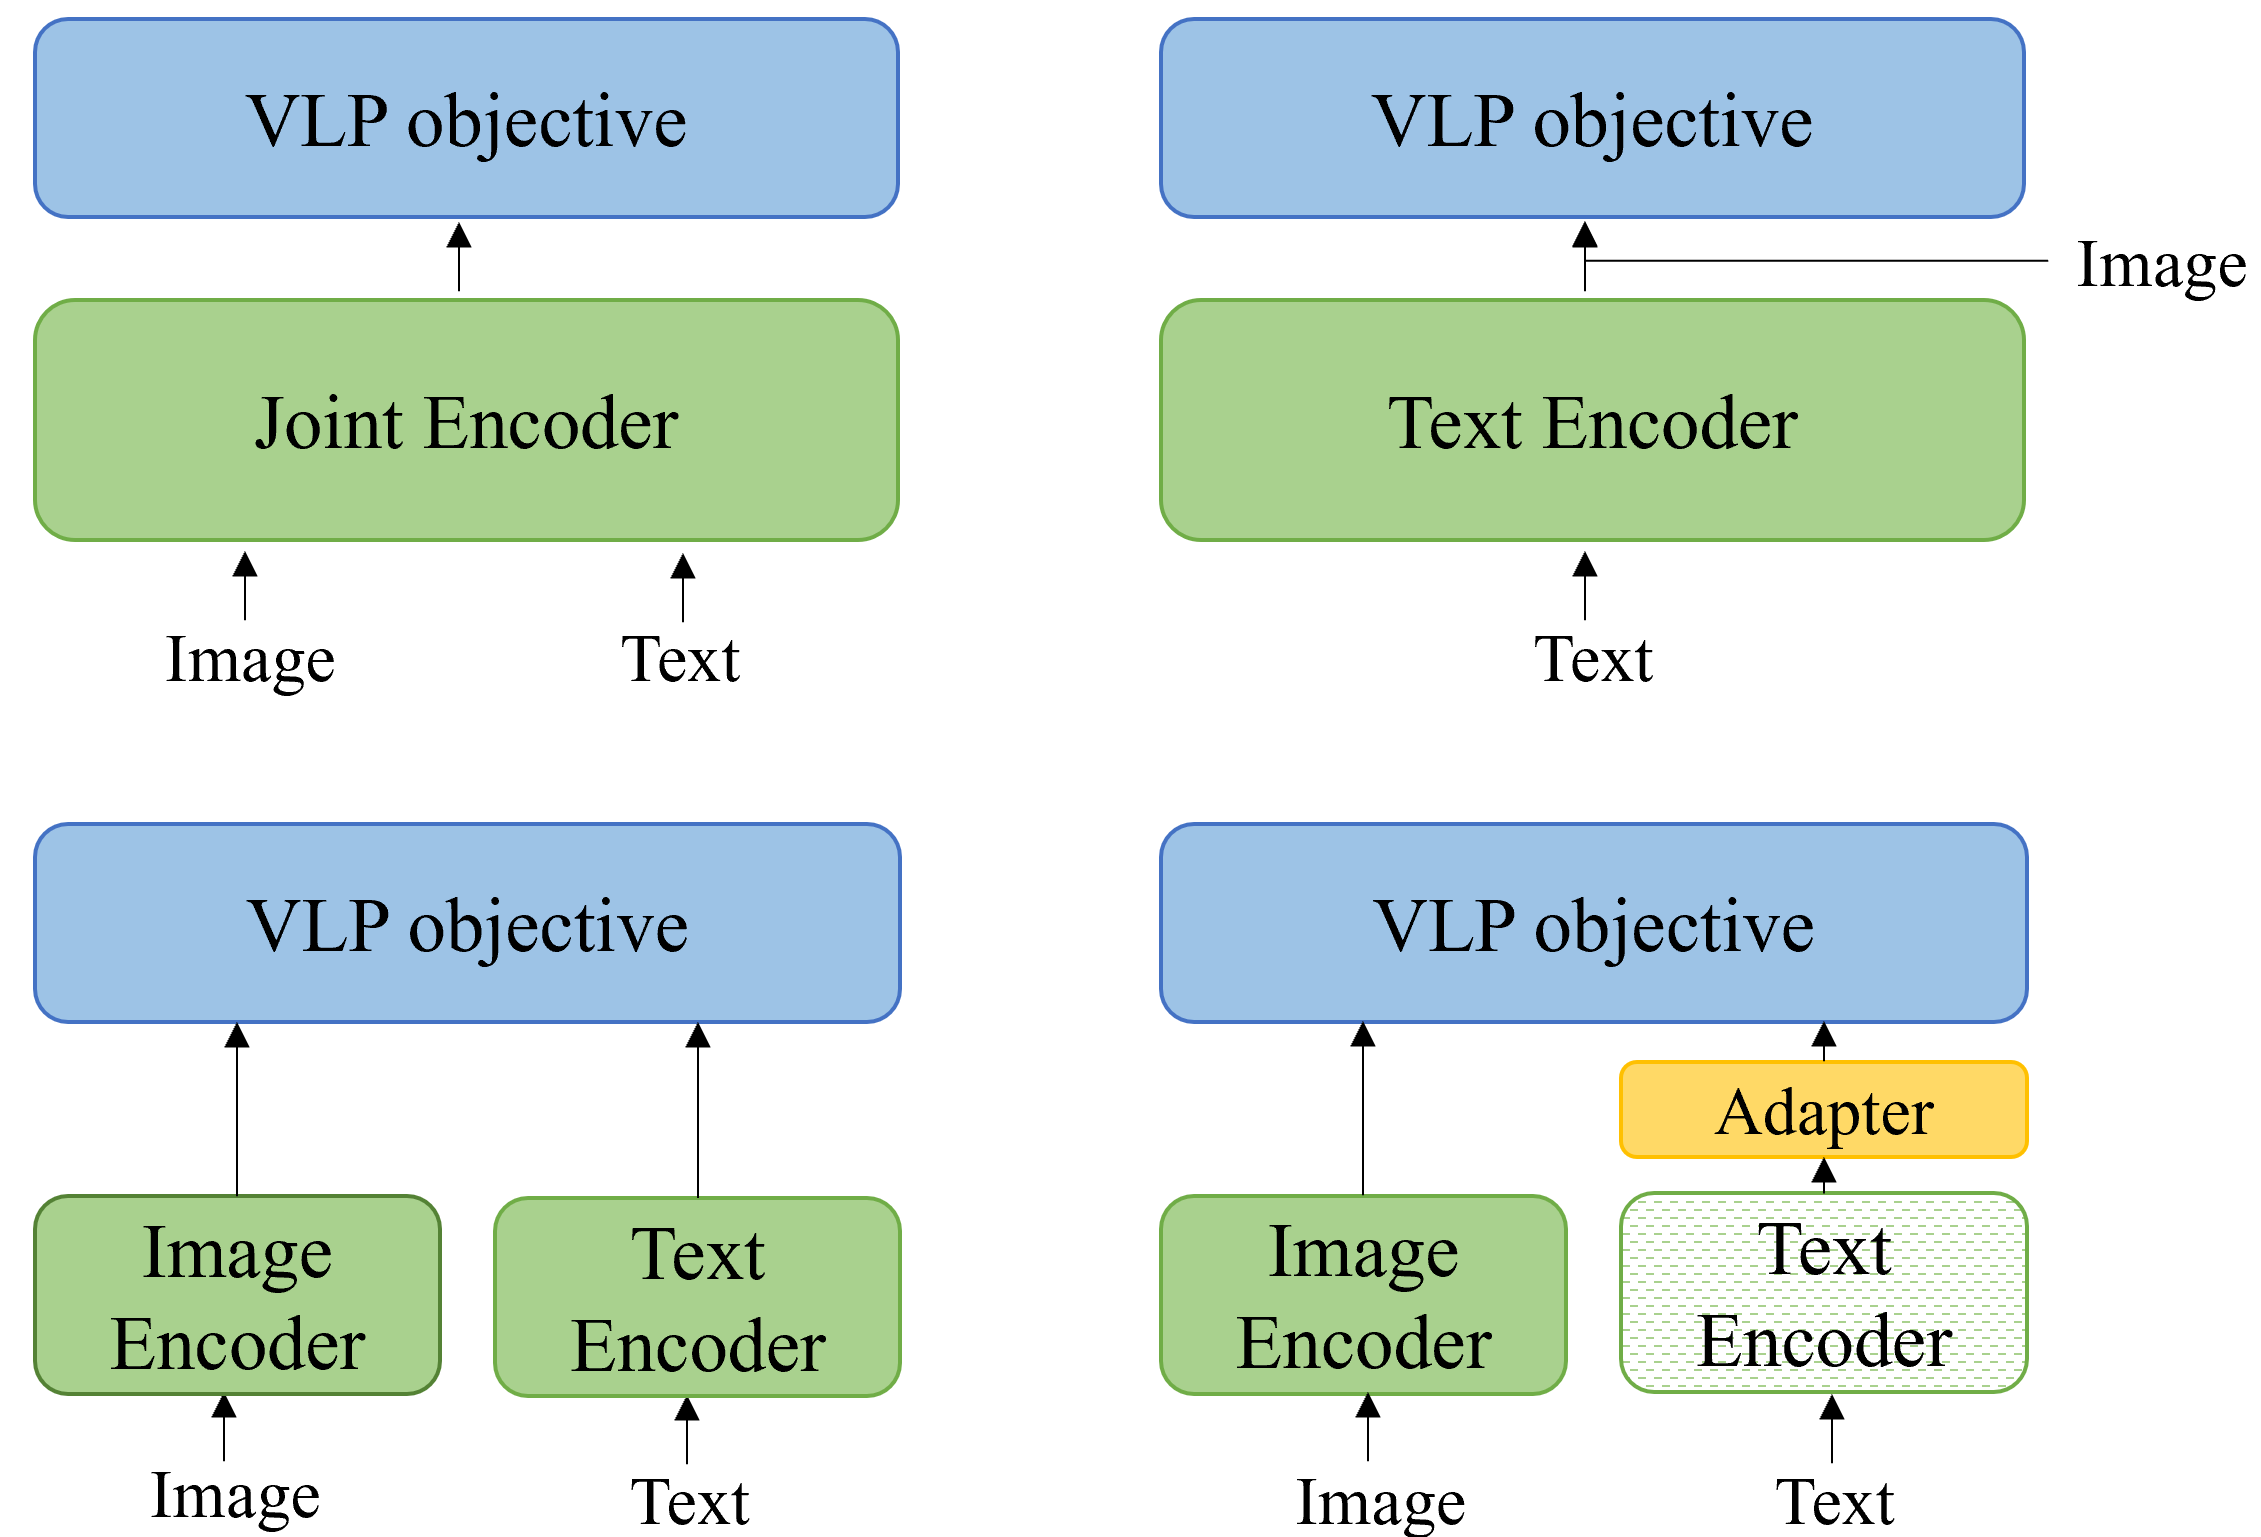 VLP objective
Joint Encoder
Image
Text
VLP objective
Image
Text Encoder
Text
VLP objective
Image
Encoder
Text
Encoder
Image
Text
VLP objective
Adapter
Image
Encoder
Text
Encoder
Image
Text